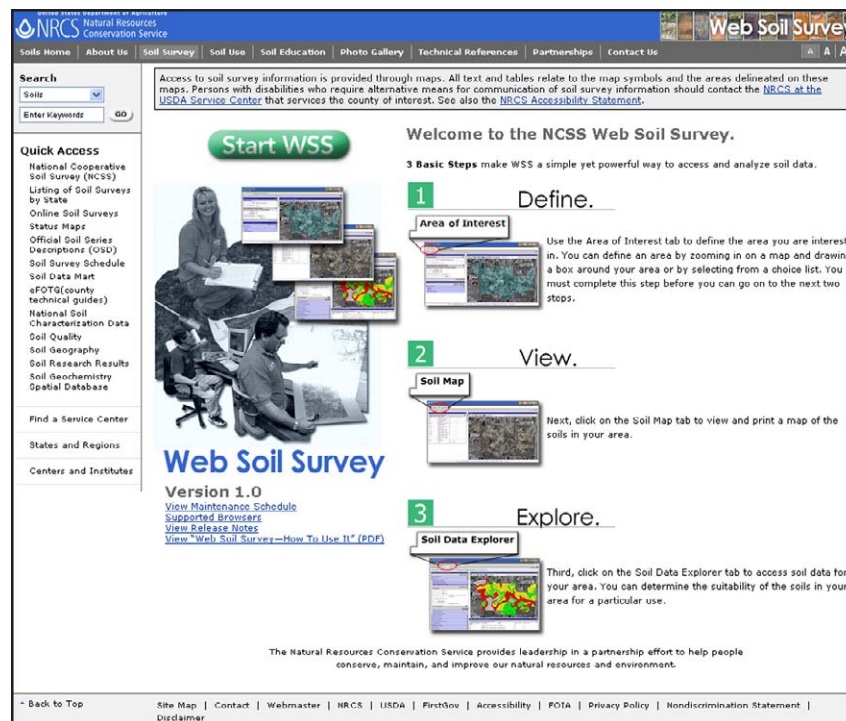 United States Department of Agriculture
NRCS Natural Resources
Conservation Service
Web Soil Survey
Soils Home | About Us | Soil Survey | Soil Use | Soil Education | Photo Gallery | Technical References | Partnerships | Contact Us
A | A | A
Search
Soils
Enter Keywords GO
Access to soil survey information is provided through maps. All text and tables relate to the map symbols and the areas delineated on these
maps. Persons with disabilities who require alternative means for communication of soil survey information should contact the NRCS at the
USDA Service Center that services the county of interest. See also the NRCS Accessibility Statement.
Quick Access
National Cooperative
Soil Survey (NCSS)
Listing of Soil Surveys
by State
Online Soil Surveys
Status Maps
Official Soil Series
Descriptions (OSD)
Soil Survey Schedule
Soil Data Mart
eFOTG(county
technical guides)
National Soil
Characterization Data
Soil Quality
Soil Geography
Soil Research Results
Soil Geochemistry
Spatial Database
Find a Service Center
States and Regions
Centers and Institutes
Start WSS
Web Soil Survey
Version 1.0
View Maintenance Schedule
Supported Browsers
View Release Notes
View "Web Soil Survey—How To Use It" (PDF)
Welcome to the NCSS Web Soil Survey.
3 Basic Steps make WSS a simple yet powerful way to access and analyze soil data.
1 Define.
Area of Interest
Use the Area of Interest tab to define the area you are interest
in. You can define an area by zooming in on a map and drawin
a box around your area or by selecting from a choice list. You
must complete this step before you can go on to the next two
steps.
2 View.
Soil Map
Next, click on the Soil Map tab to view and print a map of the
soils in your area.
3 Explore.
Soil Data Explorer
Third, click on the Soil Data Explorer tab to access soil data for
your area. You can determine the suitability of the soils in your
area for a particular use.
The Natural Resources Conservation Service provides leadership in a partnership effort to help people
conserve, maintain, and improve our natural resources and environment.
^ Back to Top
Site Map | Contact | Webmaster | NRCS | USDA | FirstGov | Accessibility | FOIA | Privacy Policy | Nondiscrimination Statement |
Disclaimer